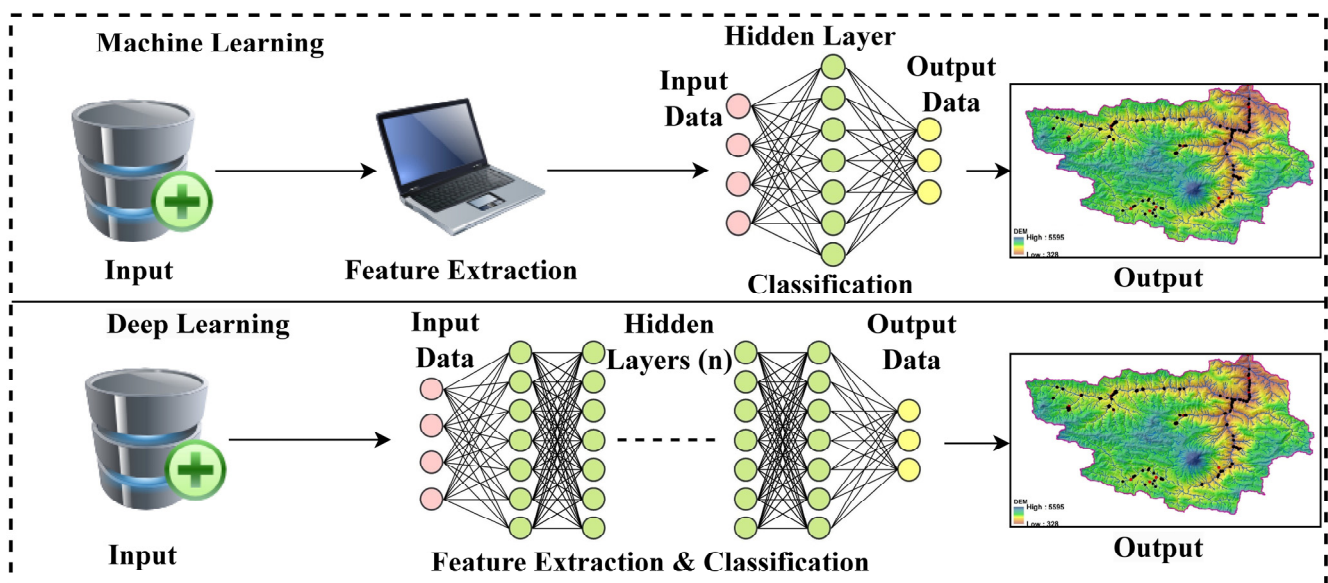 Machine Learning
Hidden Layer
Input
Data
Output
Data
DEM
High : 5595
Low : 328
Input
Feature Extraction
Classification
Output
Deep Learning
Input
Data
Hidden
Layers (n)
Output
Data
DEM
High : 5595
Low : 328
Input
Feature Extraction & Classification
Output